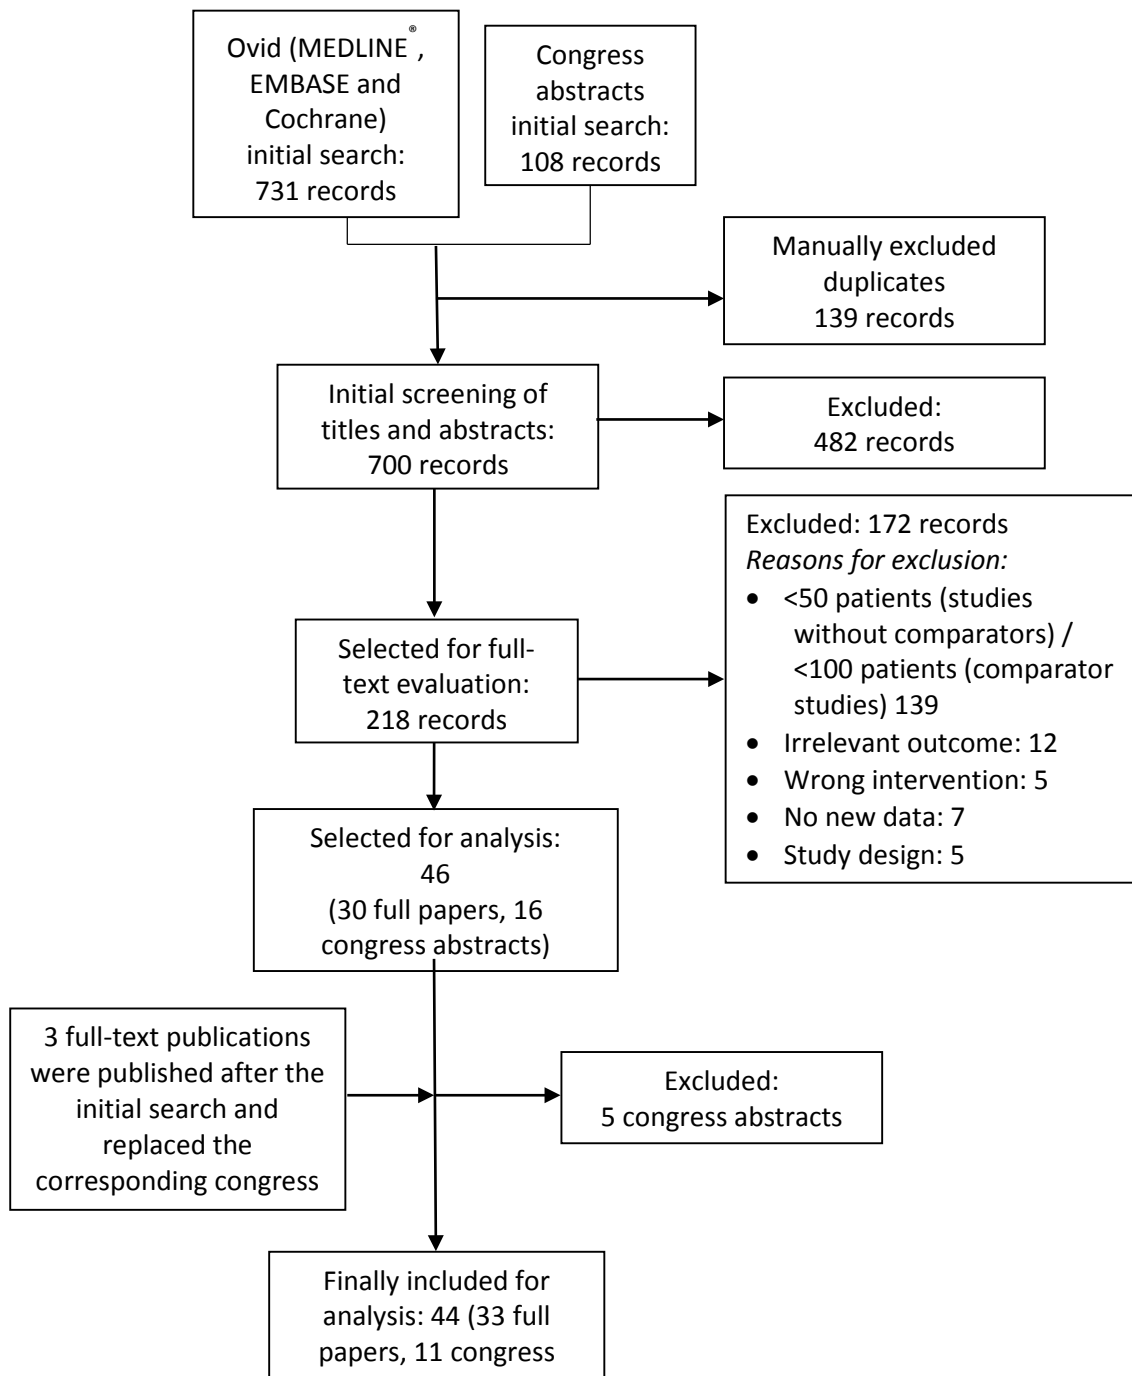 Ovid (MEDLINE®,
EMBASE and
Cochrane)
initial search:
731 records
Congress
abstracts
initial search:
108 records
Manually excluded
duplicates
139 records
Initial screening of
titles and abstracts:
700 records
Excluded:
482 records
Excluded: 172 records
Reasons for exclusion:
• <50 patients (studies
without comparators) /
<100 patients (comparator
studies) 139
• Irrelevant outcome: 12
• Wrong intervention: 5
• No new data: 7
• Study design: 5
Selected for full-
text evaluation:
218 records
Selected for analysis:
46
(30 full papers, 16
congress abstracts)
3 full-text publications
were published after the
initial search and
replaced the
corresponding congress
Excluded:
5 congress abstracts
Finally included for
analysis: 44 (33 full
papers, 11 congress